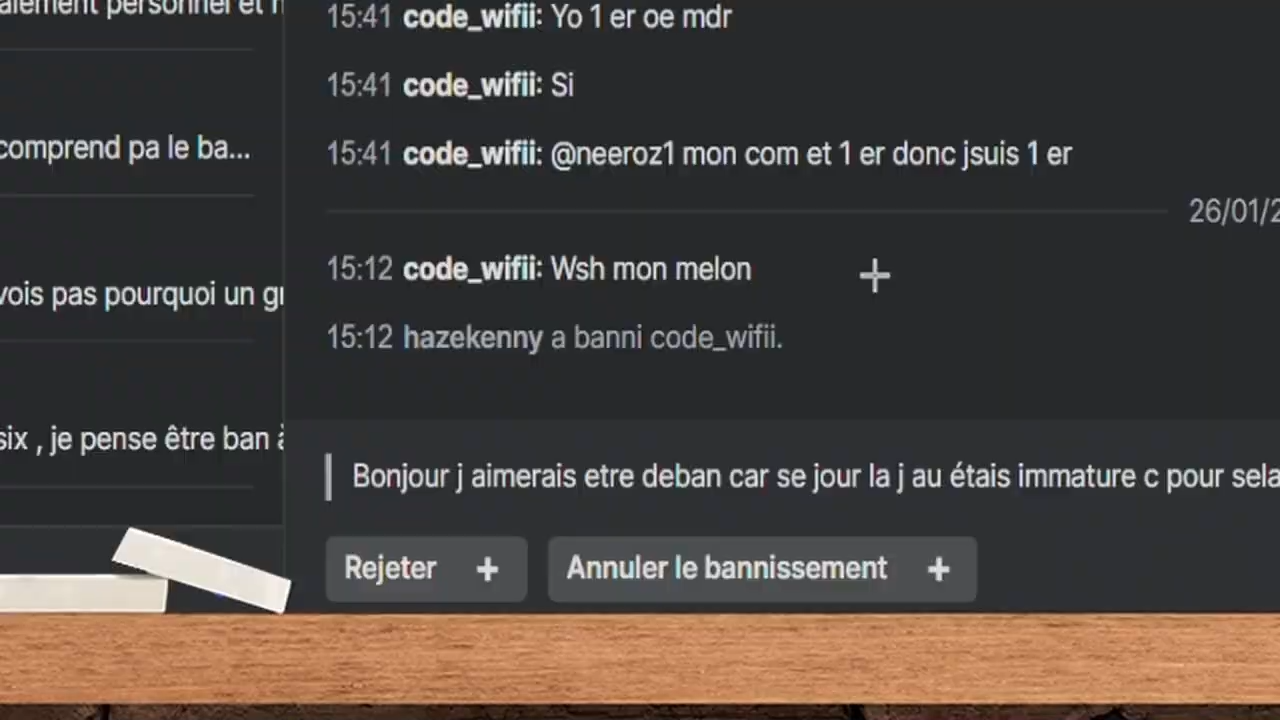 personnel et
comprend pa le ba...
vois pas pourquoi un
six , je pense être ban
15:41 code_wifii: Yo 1 er oe mdr
15:41 code_wifii: Si
15:41 code_wifii: @neeroz1 mon com et 1 er donc jsuis 1 er
26/01/2
15:12 code_wifii: Wsh mon melon
15:12 hazekenny a banni code_wifii.
Bonjour j aimerais etre deban car se jour la j au étais immature c pour sela
Rejeter +
Annuler le bannissement +